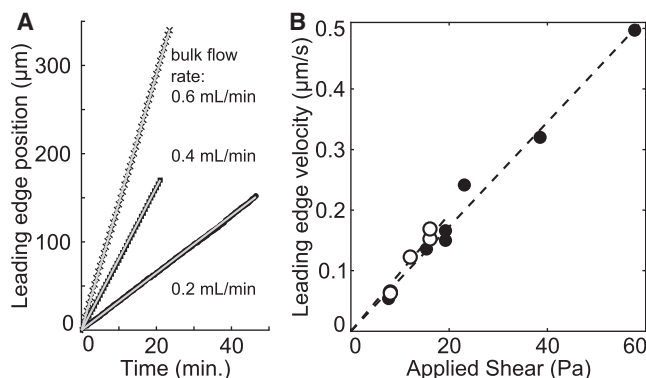 A
Leading edge position (µm)
300
200
100
0
bulk flow
rate:
0.6 mL/min
0.4 mL/min
0.2 mL/min
0 20 40
Time (min.)
B
Leading edge velocity (µm/s)
0.5
0.4
0.3
0.2
0.1
0
0 20 40 60
Applied Shear (Pa)